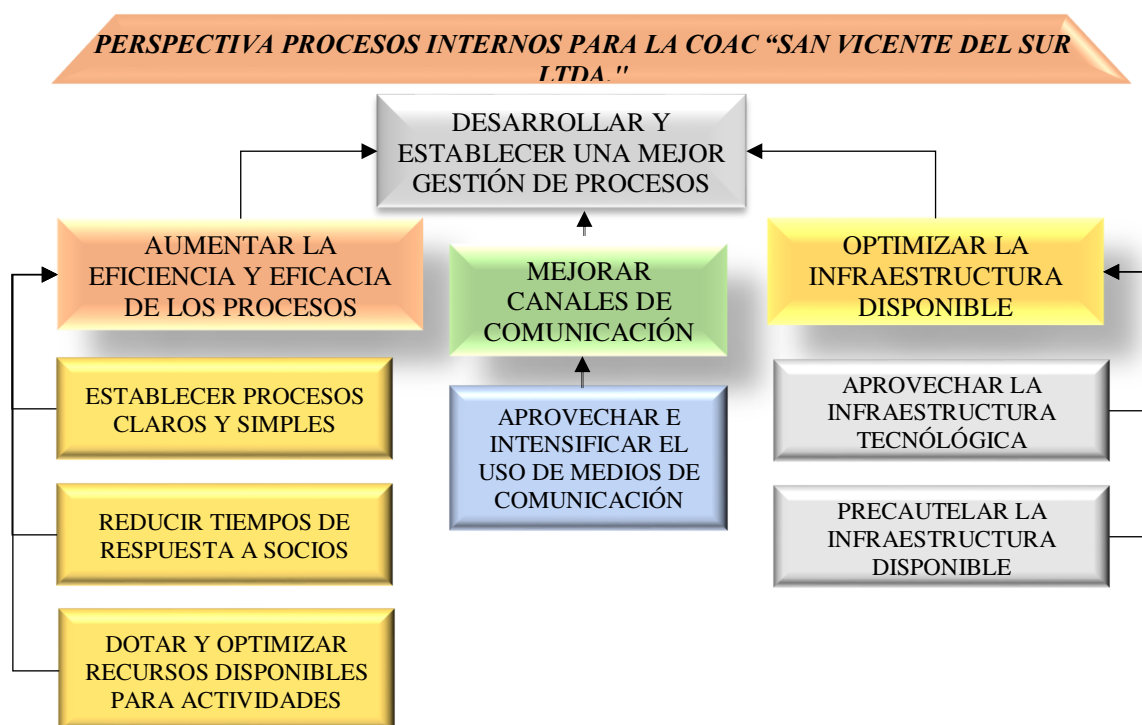 PERSPECTIVA PROCESOS INTERNOS PARA LA COAC “SAN VICENTE DEL SUR
LTDA."
DESARROLLAR Y
ESTABLECER UNA MEJOR
GESTIÓN DE PROCESOS
AUMENTAR LA
EFICIENCIA Y EFICACIA
DE LOS PROCESOS
MEJORAR
CANALES DE
COMUNICACIÓN
OPTIMIZAR LA
INFRAESTRUCTURA
DISPONIBLE
ESTABLECER PROCESOS
CLAROS Y SIMPLES
REDUCIR TIEMPOS DE
RESPUESTA A SOCIOS
DOTAR Y OPTIMIZAR
RECURSOS DISPONIBLES
PARA ACTIVIDADES
APROVECHAR E
INTENSIFICAR EL
USO DE MEDIOS DE
COMUNICACIÓN
APROVECHAR LA
INFRAESTRUCTURA
TECNÓLÓGICA
PRECAUTELAR LA
INFRAESTRUCTURA
DISPONIBLE